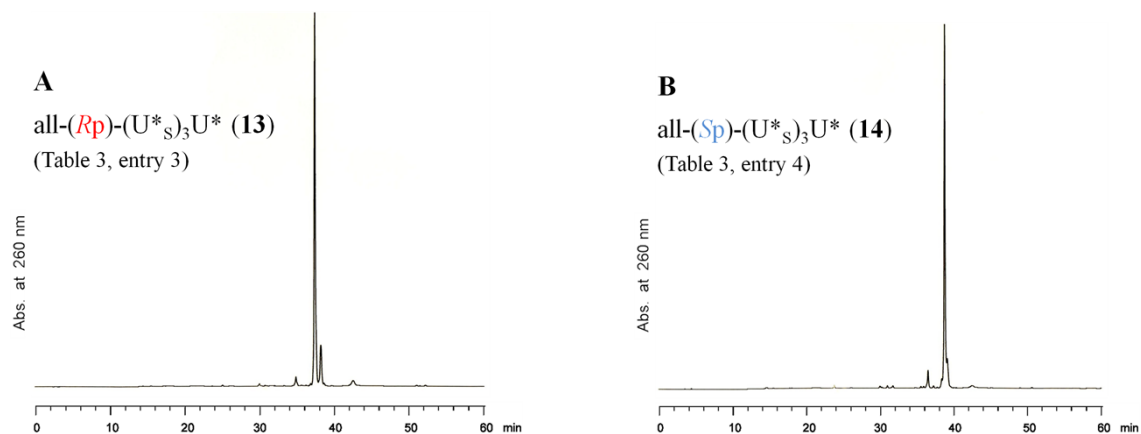 A
all-(Rp)-(U*S)3U* (13)
(Table 3, entry 3)
Abs. at 260 nm
0 10 20 30 40 50 60 min
B
all-(Sp)-(U*S)3U* (14)
(Table 3, entry 4)
Abs. at 260 nm
0 10 20 30 40 50 60 min